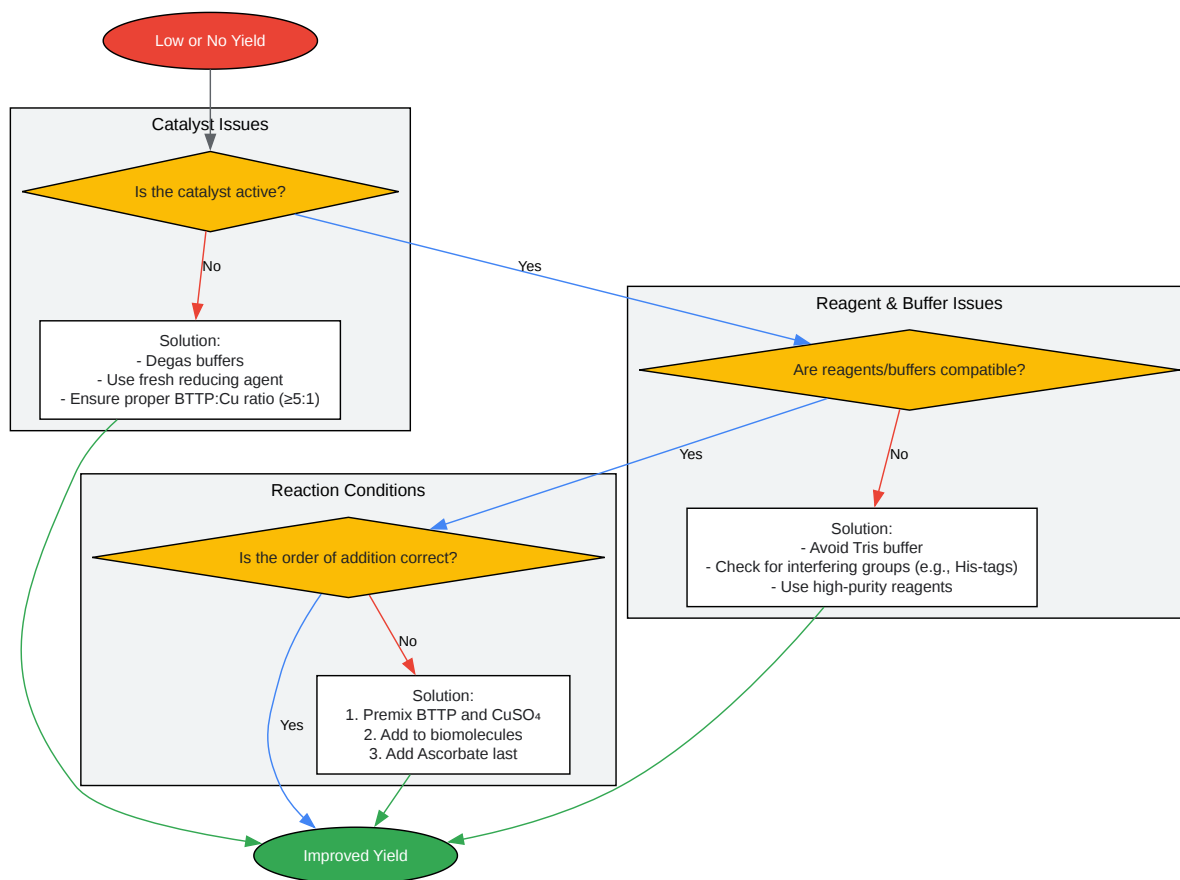 Low or No Yield
Catalyst Issues
Is the catalyst active?
No
Yes
Solution:
- Degas buffers
- Use fresh reducing agent
- Ensure proper BTTP:Cu ratio (≥5:1)
Reagent & Buffer Issues
Are reagents/buffers compatible?
Yes
No
Solution:
- Avoid Tris buffer
- Check for interfering groups (e.g., His-tags)
- Use high-purity reagents
Reaction Conditions
Is the order of addition correct?
No
Yes
Solution:
1. Premix BTTP and CuSO₄
2. Add to biomolecules
3. Add Ascorbate last
Improved Yield